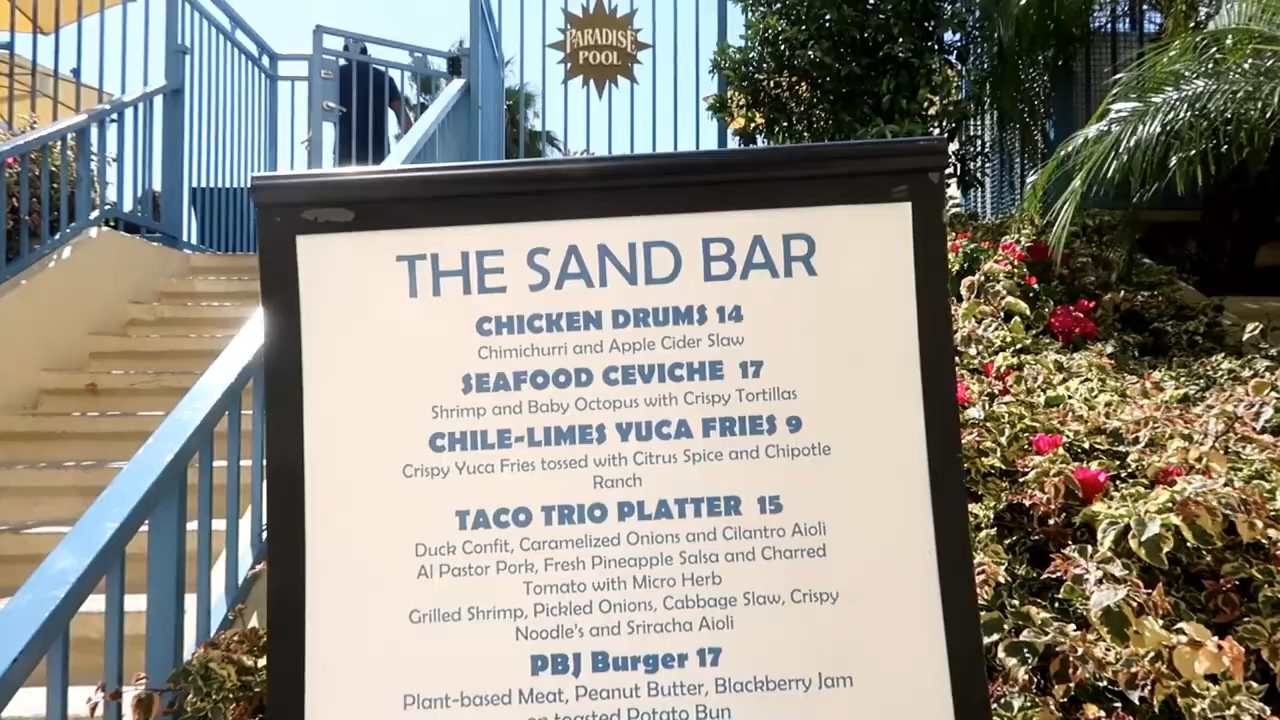 PARADISE
POOL
THE SAND BAR
CHICKEN DRUMS 14
Chimichurri and Apple Cider Slaw
SEAFOOD CEVICHE 17
Shrimp and Baby Octopus with Crispy Tortillas
CHILE-LIMES YUCA FRIES 9
Crispy Yuca Fries tossed with Citrus Spice and Chipotle
Ranch
TACO TRIO PLATTER 15
Duck Confit, Caramelized Onions and Cilantro Aioli
Al Pastor Pork, Fresh Pineapple Salsa and Charred
Tomato with Micro Herb
Grilled Shrimp, Pickled Onions, Cabbage Slaw, Crispy
Noodle's and Sriracha Aioli
PBJ Burger 17
Plant-based Meat, Peanut Butter, Blackberry Jam
on toasted Potato Bun